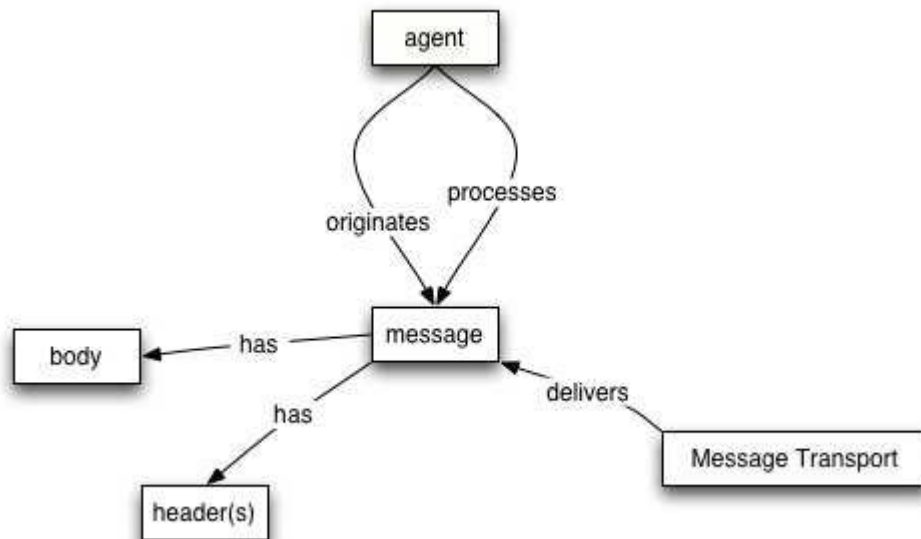 agent
processes
originates
message
has
body
delivers
has
Message Transport
header(s)